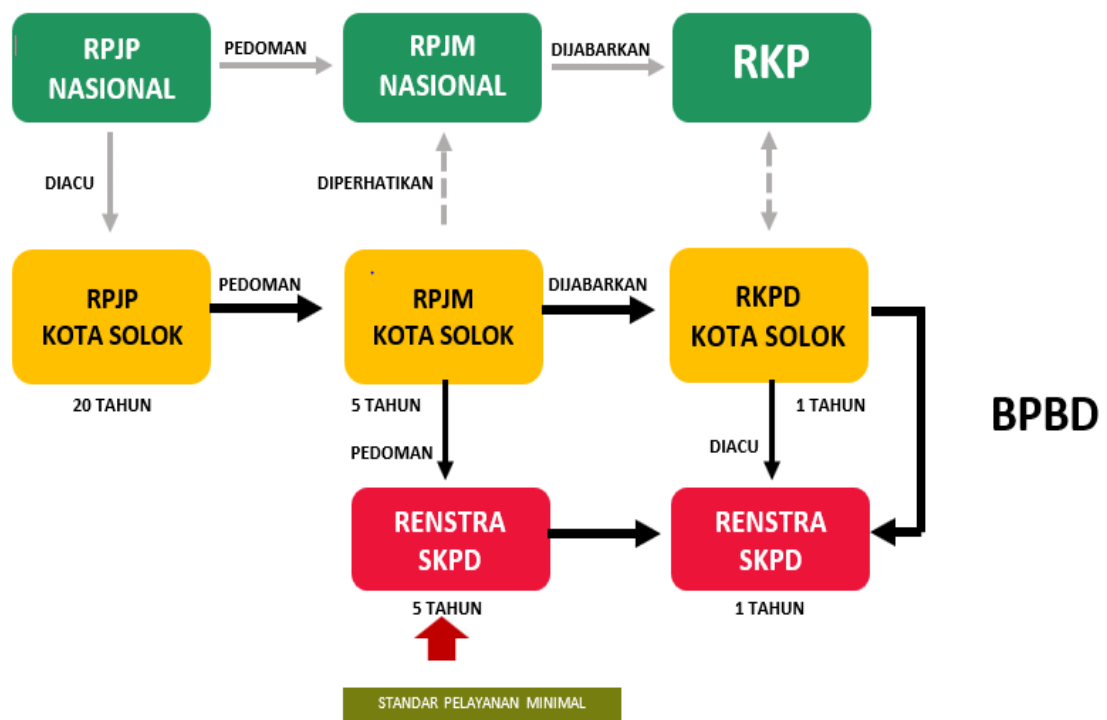 RPJP
NASIONAL
PEDOMAN
RPJM
NASIONAL
DIJABARKAN
RKP
DIACU
DIPERHATIKAN
RPJP
KOTA SOLOK
PEDOMAN
RPJM
KOTA SOLOK
DIJABARKAN
RKPD
KOTA SOLOK
20 TAHUN
5 TAHUN
1 TAHUN
BPBD
PEDOMAN
DIACU
RENSTRA
SKPD
RENSTRA
SKPD
5 TAHUN
1 TAHUN
STANDAR PELAYANAN MINIMAL